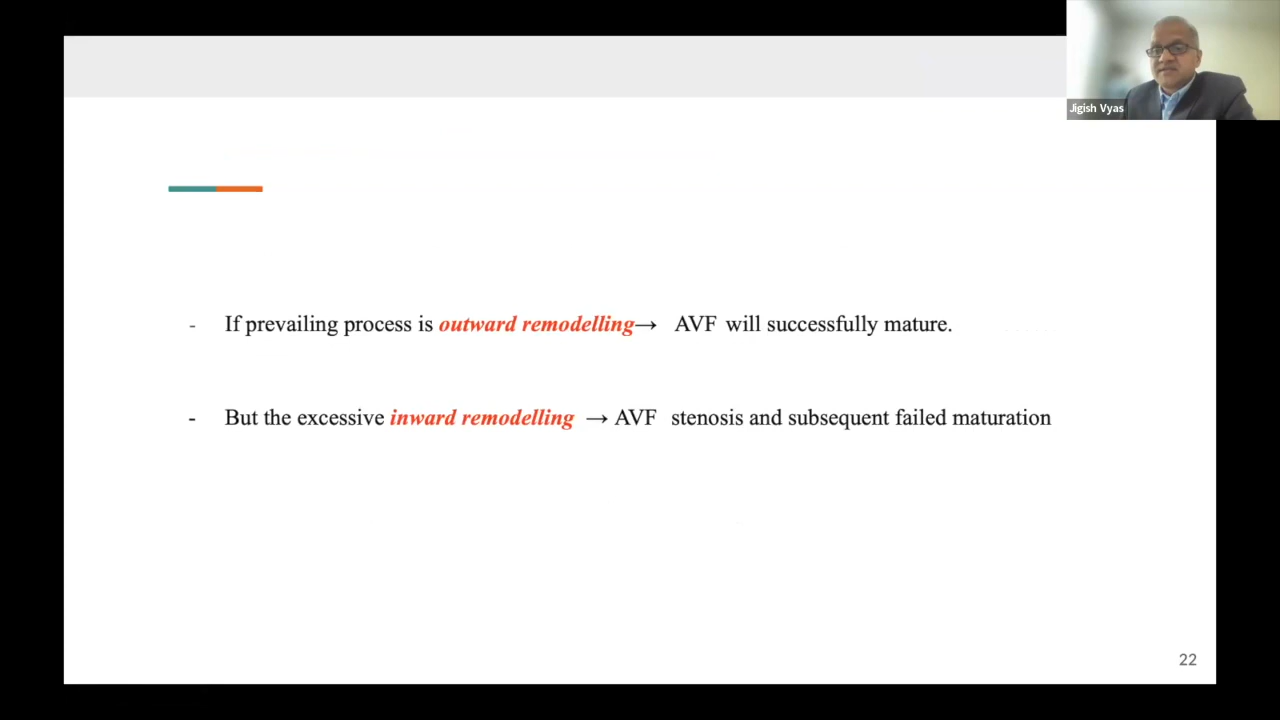 Jigish Vyas
- If prevailing process is outward remodelling→ AVF will successfully mature.
- But the excessive inward remodelling → AVF stenosis and subsequent failed maturation
22